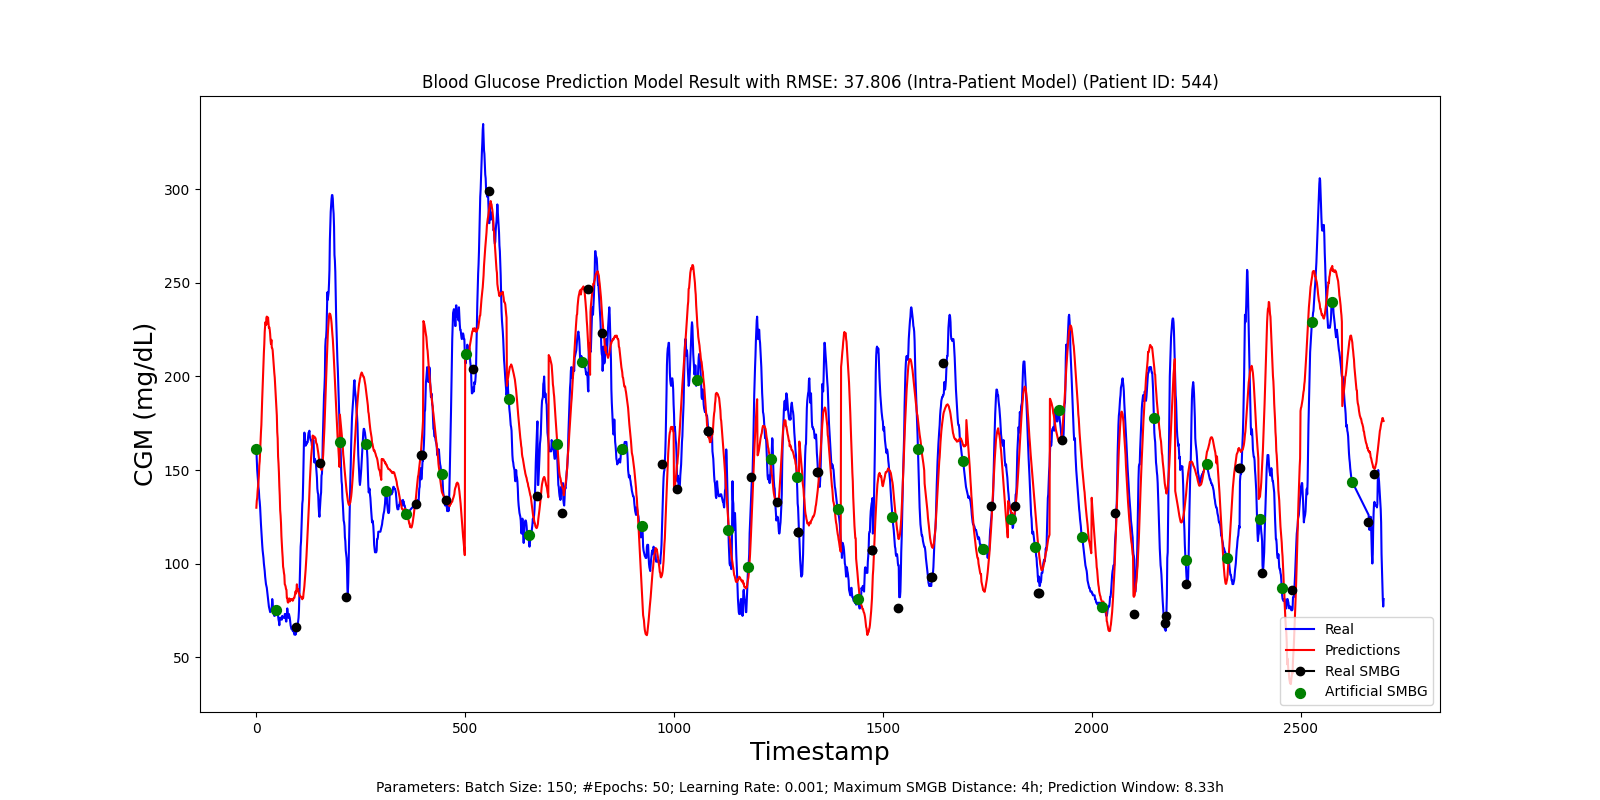 Blood Glucose Prediction Model Result with RMSE: 37.806 (Intra-Patient Model) (Patient ID: 544)
CGM (mg/dL)
300
250
200
150
100
50
0 500 1000 1500 2000 2500
Real
Predictions
Real SMBG
Artificial SMBG
Timestamp
Parameters: Batch Size: 150; #Epochs: 50; Learning Rate: 0.001; Maximum SMGB Distance: 4h; Prediction Window: 8.33h